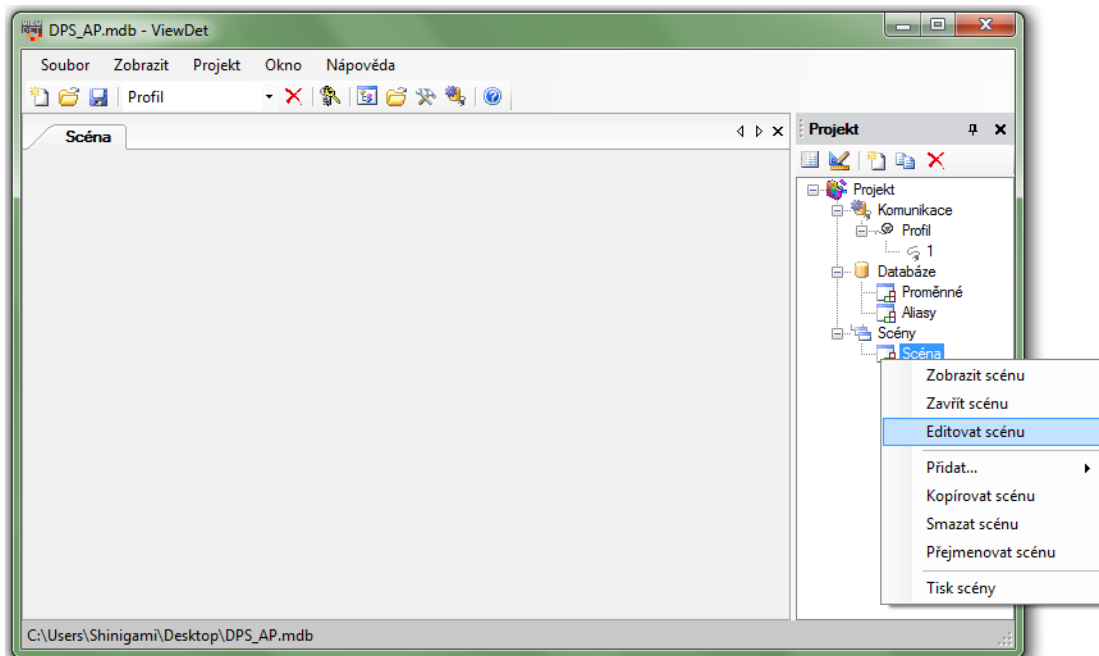 DPS_AP.mdb - ViewDet
Soubor Zobrazit Projekt Okno Nápověda
Profil
Scéna
Projekt
Projekt
Komunikace
Profil
1
Databáze
Proměnné
Aliasy
Scény
Scéna
Zobrazit scénu
Zavřít scénu
Editovat scénu
Přidat...
Kopírovat scénu
Smazat scénu
Přejmenovat scénu
Tisk scény
C:\Users\Shinigami\Desktop\DPS_AP.mdb